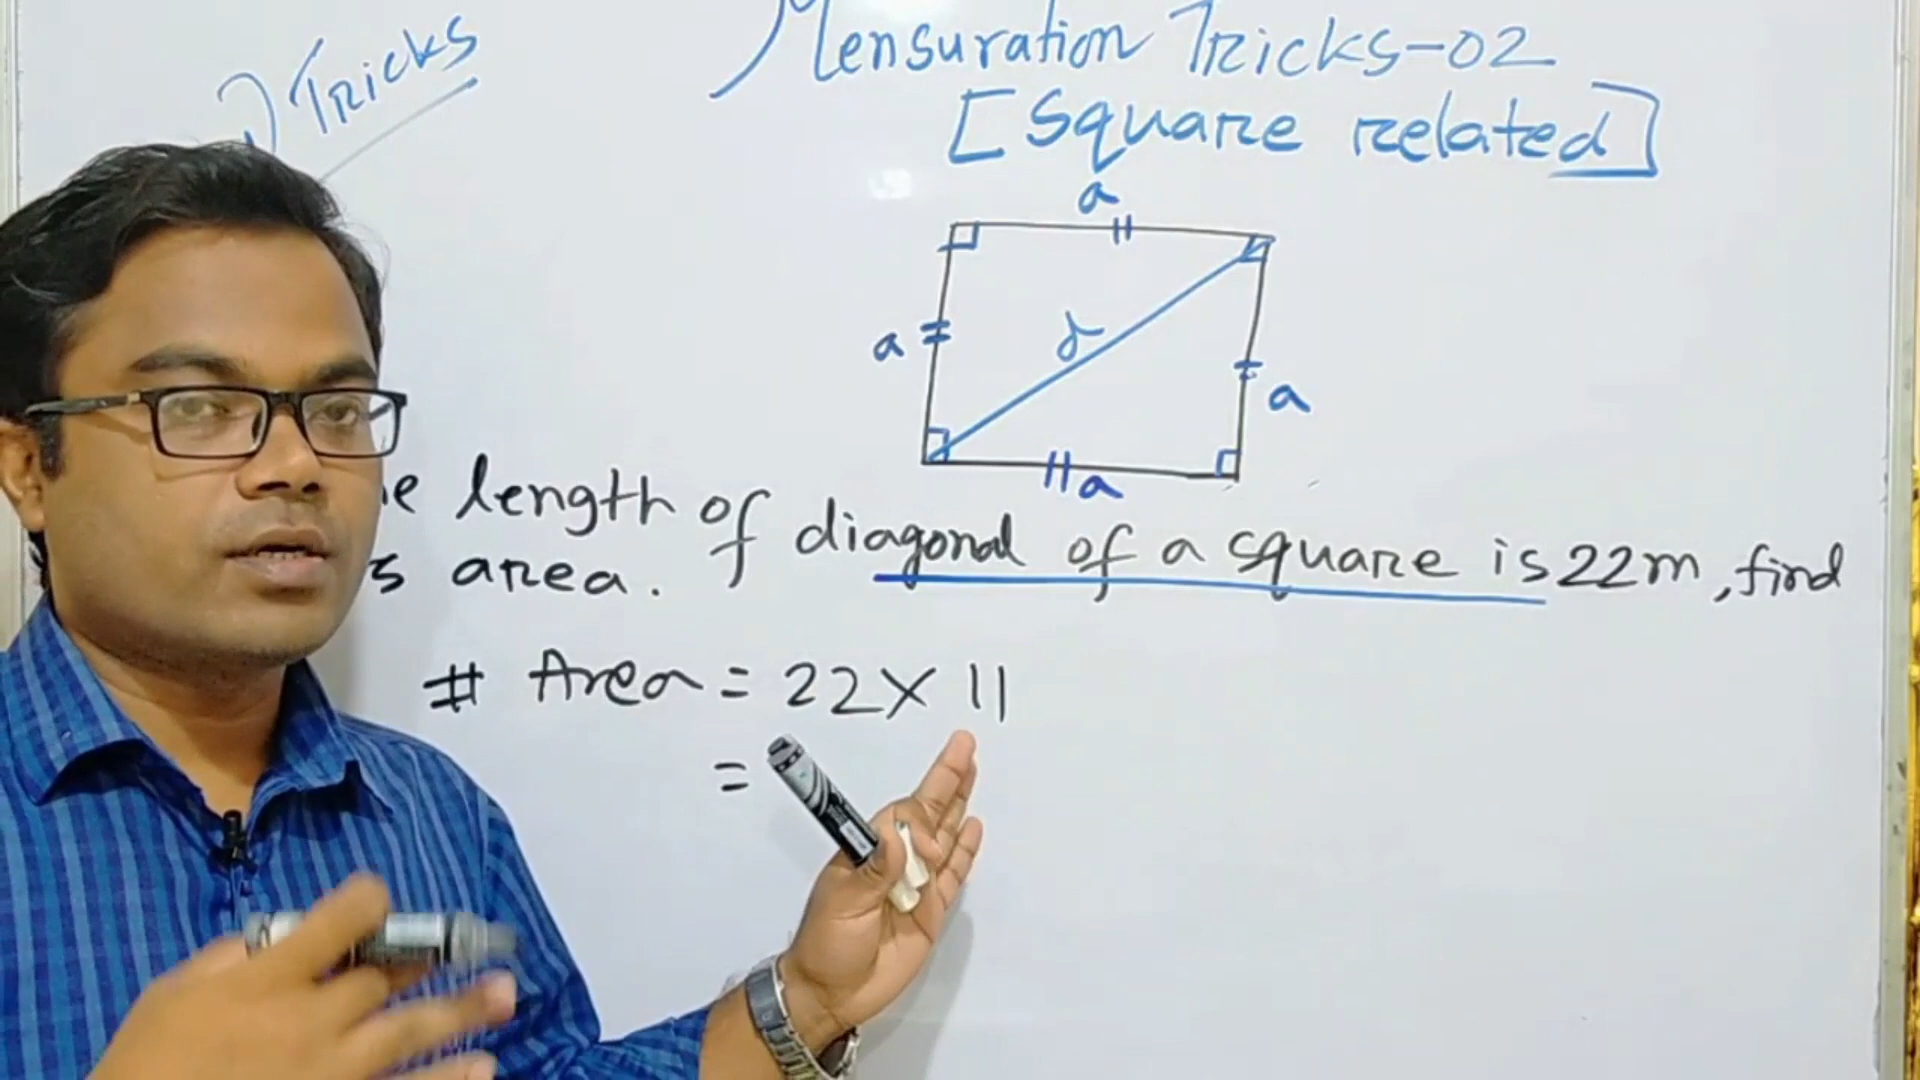 Mensuration Tricks-02
Tricks
[Square related]
a
a
d
a
a
length of diagonal of a square is 22m, find
area.
# Area = 22 × 11
=